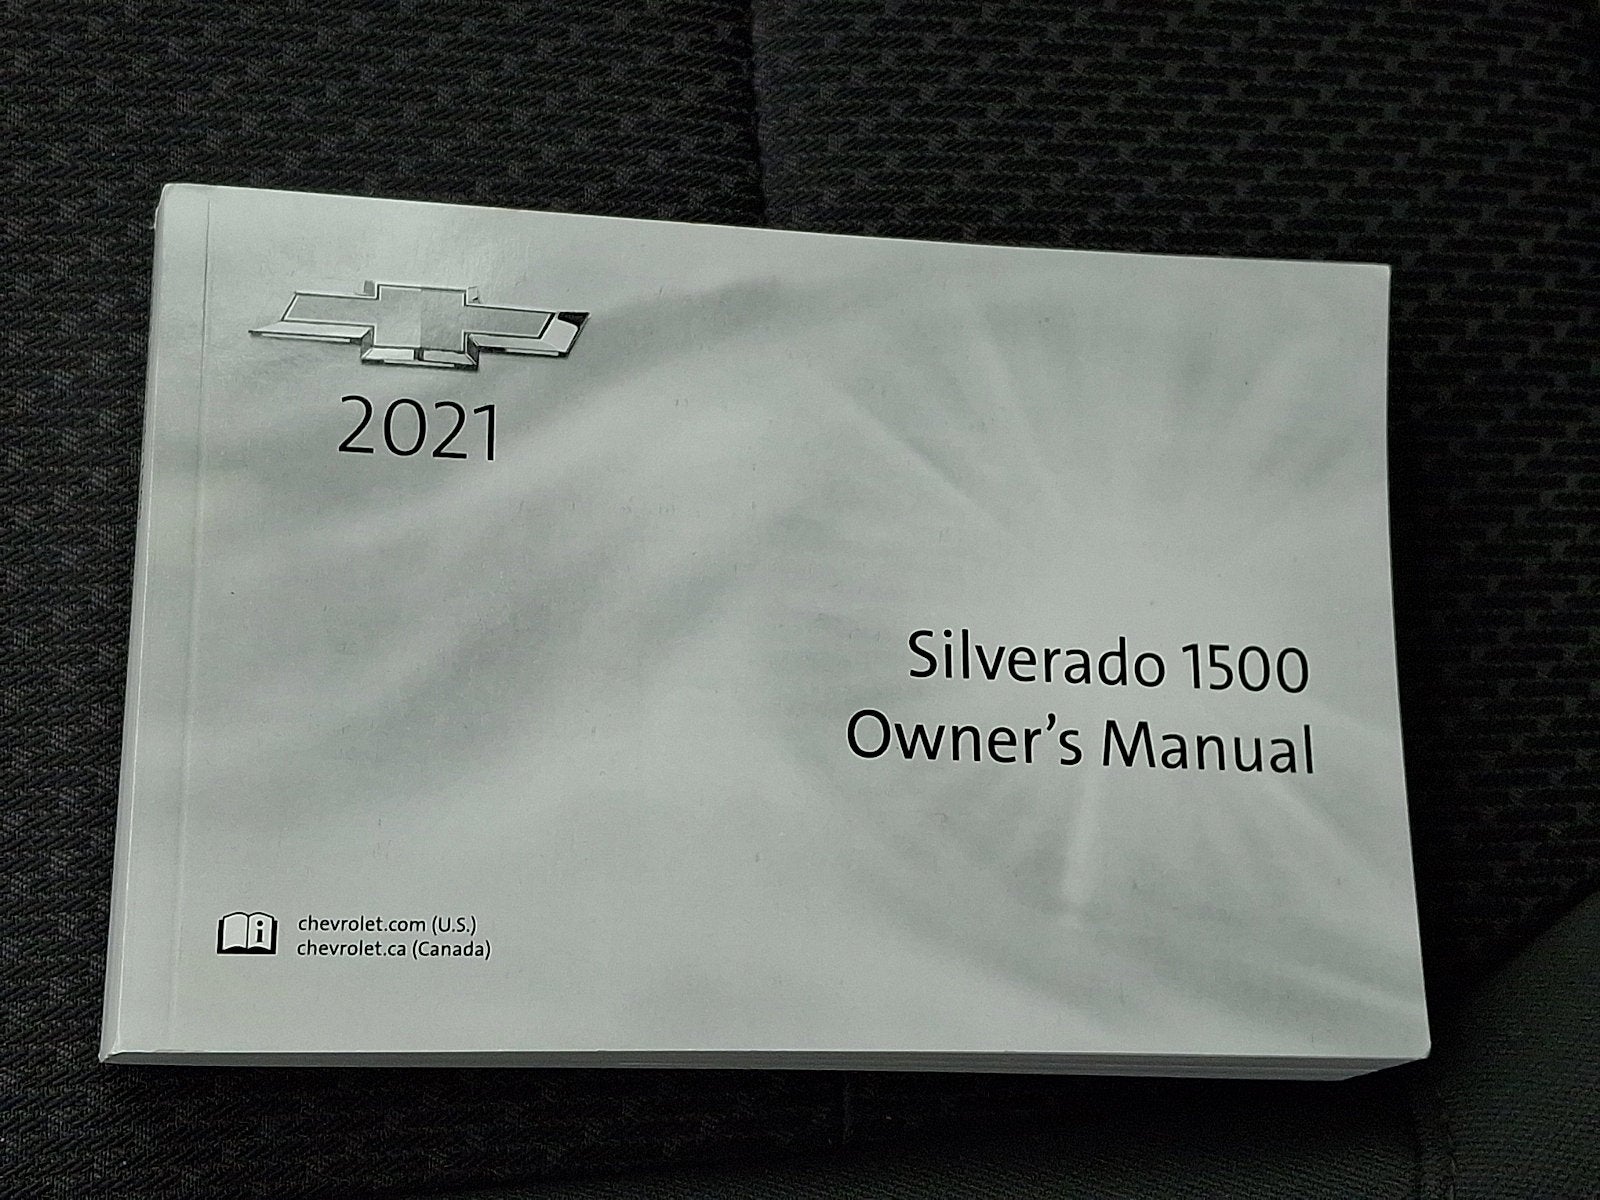 2021
Silverado 1500
Owner’s Manual
chevrolet.com (U.S.)
chevrolet.ca (Canada)